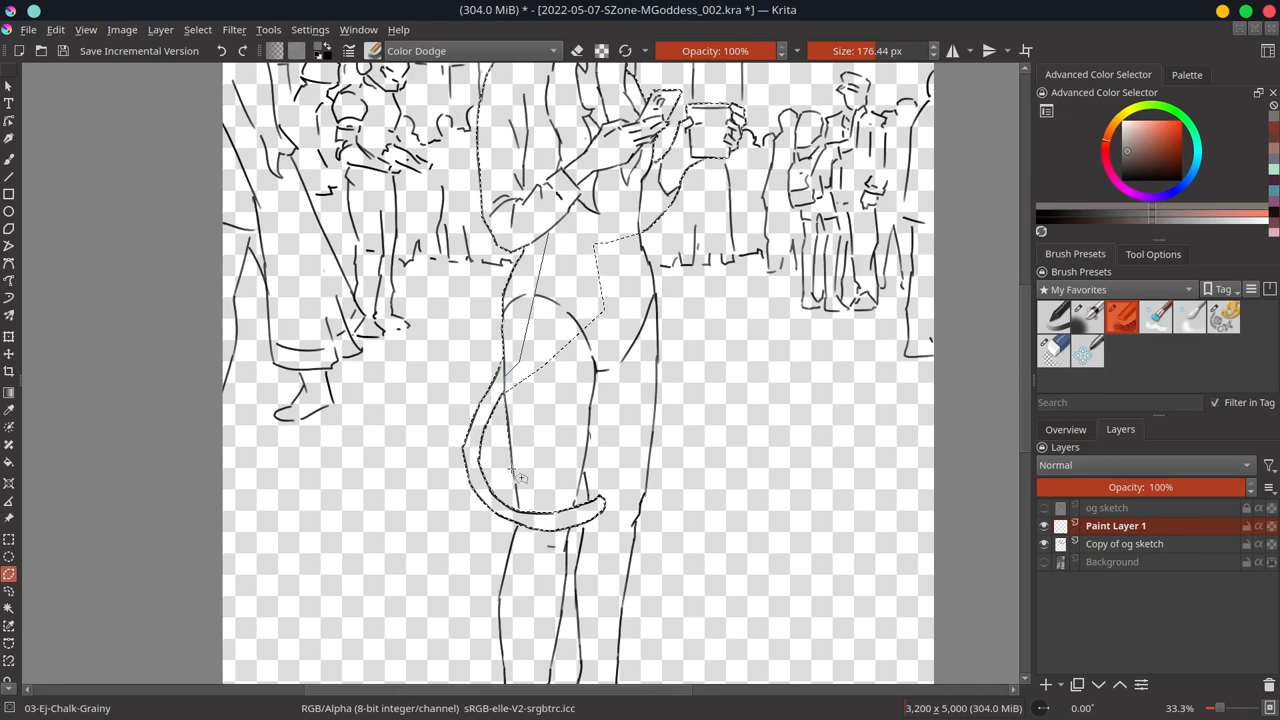 (304.0 MiB) * - [2022-05-07-SZone-MGoddess_002.kra *] — Krita
File Edit View Image Layer Select Filter Tools Settings Window Help
Save Incremental Version Color Dodge Opacity: 100% Size: 176.44 px
Advanced Color Selector Palette
Advanced Color Selector
Brush Presets Tool Options
Brush Presets
★ My Favorites Tag
Search Filter in Tag
Overview Layers
Layers
Normal
Opacity: 100%
og sketch
Paint Layer 1
Copy of og sketch
Background
03-Ej-Chalk-Grainy RGB/Alpha (8-bit integer/channel) sRGB-elle-V2-srgbtrc.icc 3,200 x 5,000 (304.0 MiB) 0.00° 33.3%